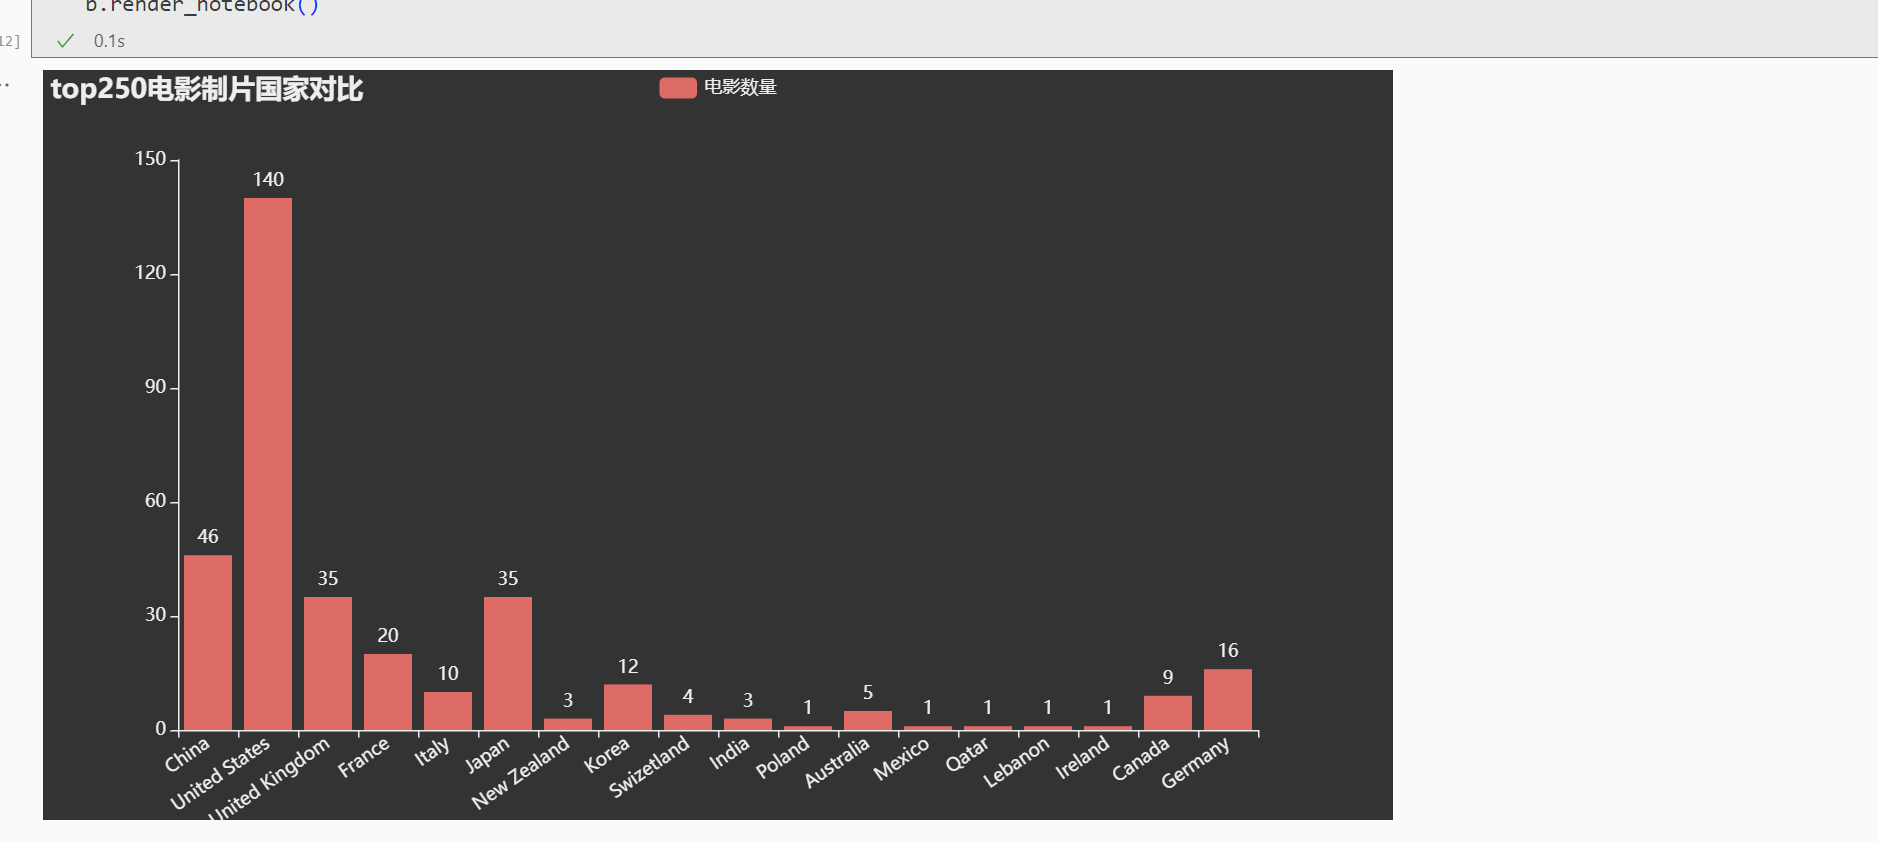 b.render_notebook()
12]
0.1s
top250电影制片国家对比
电影数量
150
120
90
60
30
0
140
46
35
20
10
35
3
12
4
3
1
5
1
1
1
1
9
16
China
United States
United Kingdom
France
Italy
Japan
New Zealand
Korea
Swizetland
India
Poland
Australia
Mexico
Qatar
Lebanon
Ireland
Canada
Germany